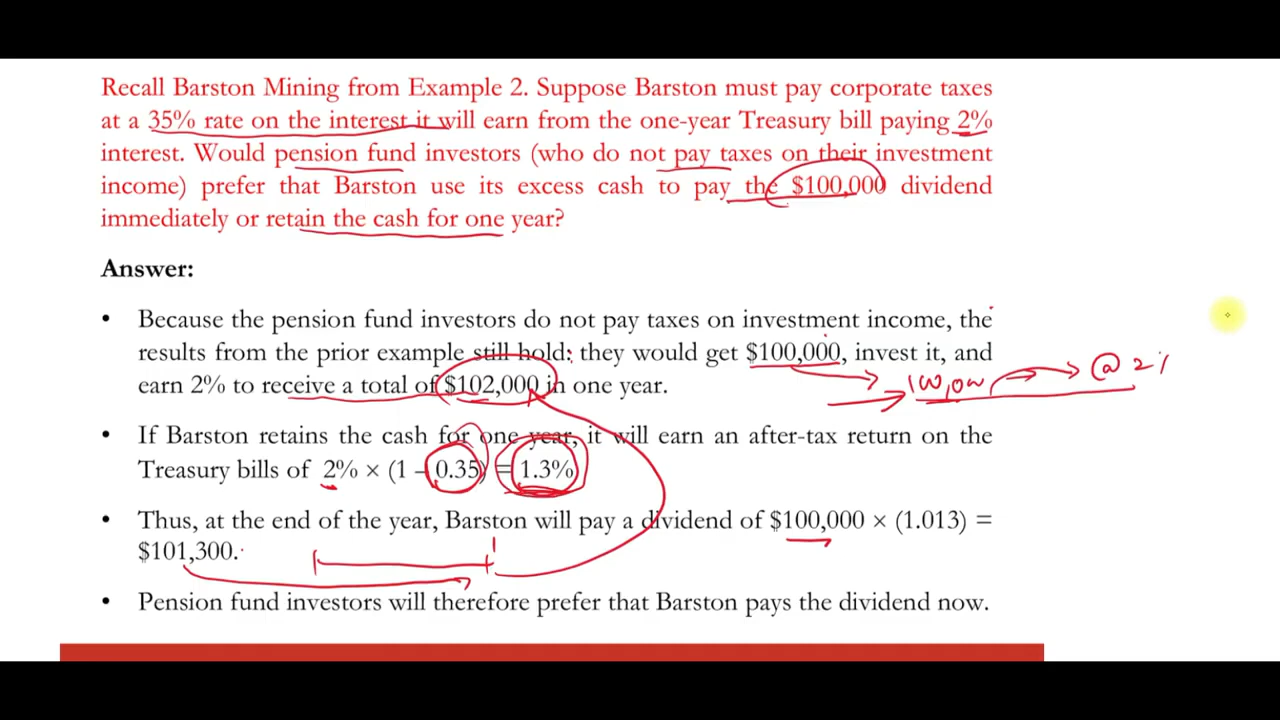 Recall Barston Mining from Example 2. Suppose Barston must pay corporate taxes
at a 35% rate on the interest it will earn from the one-year Treasury bill paying 2%
interest. Would pension fund investors (who do not pay taxes on their investment
income) prefer that Barston use its excess cash to pay the $100,000 dividend
immediately or retain the cash for one year?
Answer:
• Because the pension fund investors do not pay taxes on investment income, the
results from the prior example still hold: they would get $100,000, invest it, and
earn 2% to receive a total of $102,000 in one year.
100,000 @ 2%
• If Barston retains the cash for one year, it will earn an after-tax return on the
Treasury bills of 2% × (1 – 0.35) = 1.3%
• Thus, at the end of the year, Barston will pay a dividend of $100,000 × (1.013) =
$101,300.
• Pension fund investors will therefore prefer that Barston pays the dividend now.